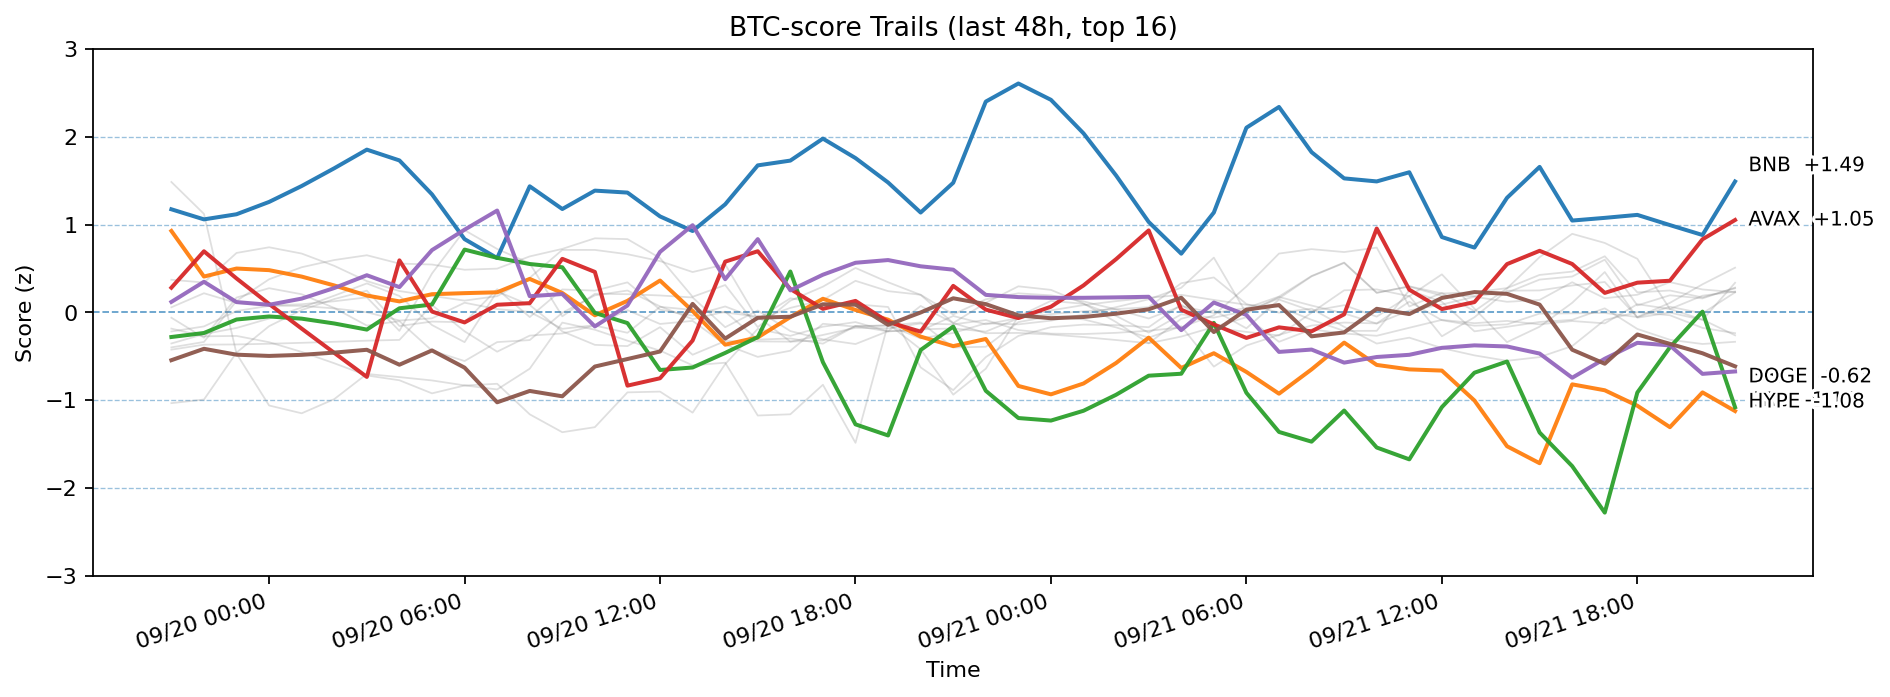 BTC-score Trails (last 48h, top 16)
Score (z)
3
2
1
0
−1
−2
−3
BNB +1.49
AVAX +1.05
DOGE -0.62
HYPE -1.08
09/20 00:00
09/20 06:00
09/20 12:00
09/20 18:00
09/21 00:00
09/21 06:00
09/21 12:00
09/21 18:00
Time